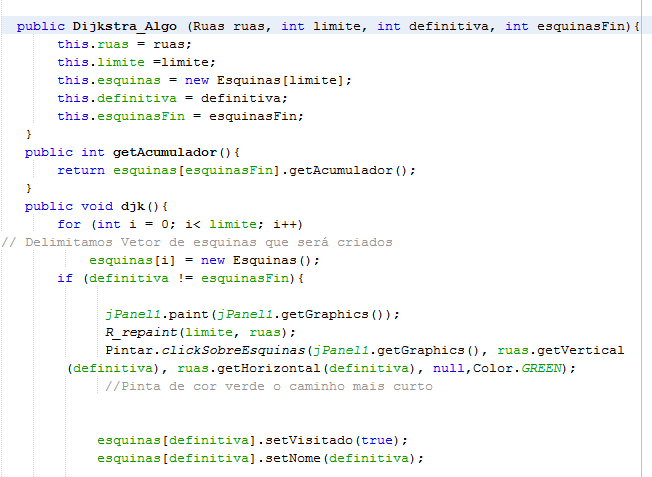 public Dijkstra_Algo (Ruas ruas, int limite, int definitiva, int esquinasFin){
this.ruas = ruas;
this.limite =limite;
this.esquinas = new Esquinas[limite];
this.definitiva = definitiva;
this.esquinasFin = esquinasFin;
}
public int getAcumulador(){
return esquinas[esquinasFin].getAcumulador();
}
public void djk(){
for (int i = 0; i< limite; i++)
// Delimitamos Vetor de esquinas que será criados
esquinas[i] = new Esquinas();
if (definitiva != esquinasFin){
jPanel1.paint(jPanel1.getGraphics());
R_repaint(limite, ruas);
Pintar.clickSobreEsquinas(jPanel1.getGraphics(), ruas.getVertical
(definitiva), ruas.getHorizontal(definitiva), null,Color.GREEN);
//Pinta de cor verde o caminho mais curto
esquinas[definitiva].setVisitado(true);
esquinas[definitiva].setNome(definitiva);